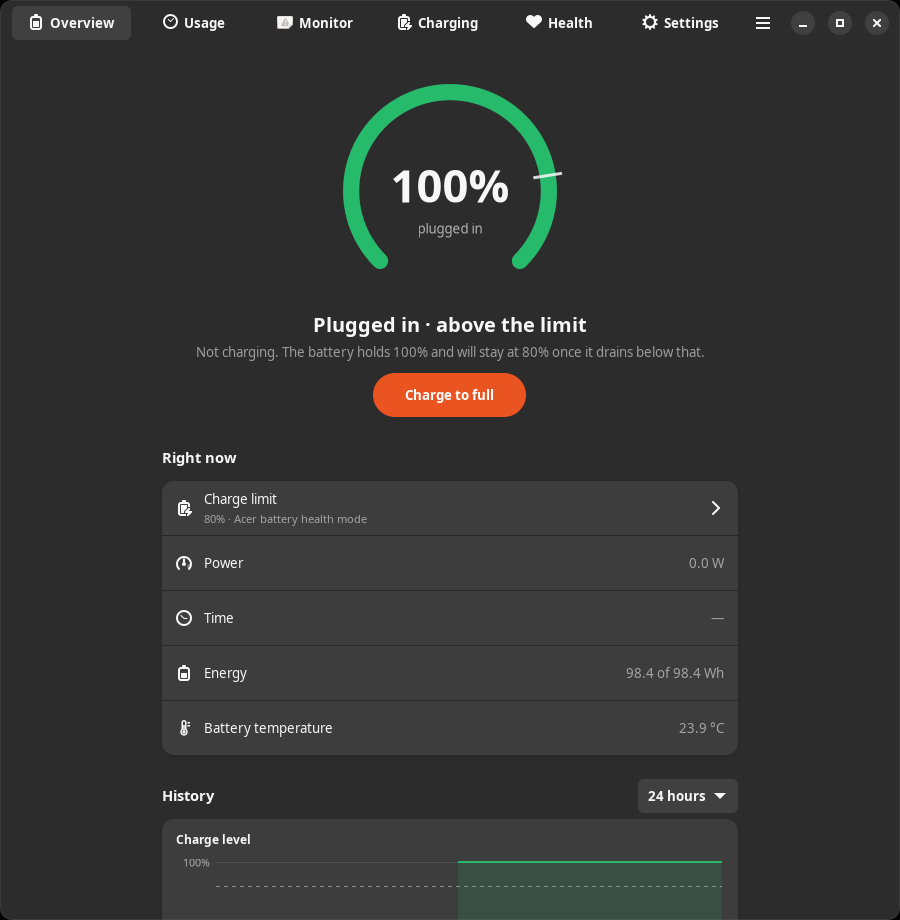 Overview Usage Monitor Charging Health Settings
100%
plugged in
Plugged in · above the limit
Not charging. The battery holds 100% and will stay at 80% once it drains below that.
Charge to full
Right now
Charge limit
80% · Acer battery health mode
Power 0.0 W
Time —
Energy 98.4 of 98.4 Wh
Battery temperature 23.9 °C
History 24 hours
Charge level
100%